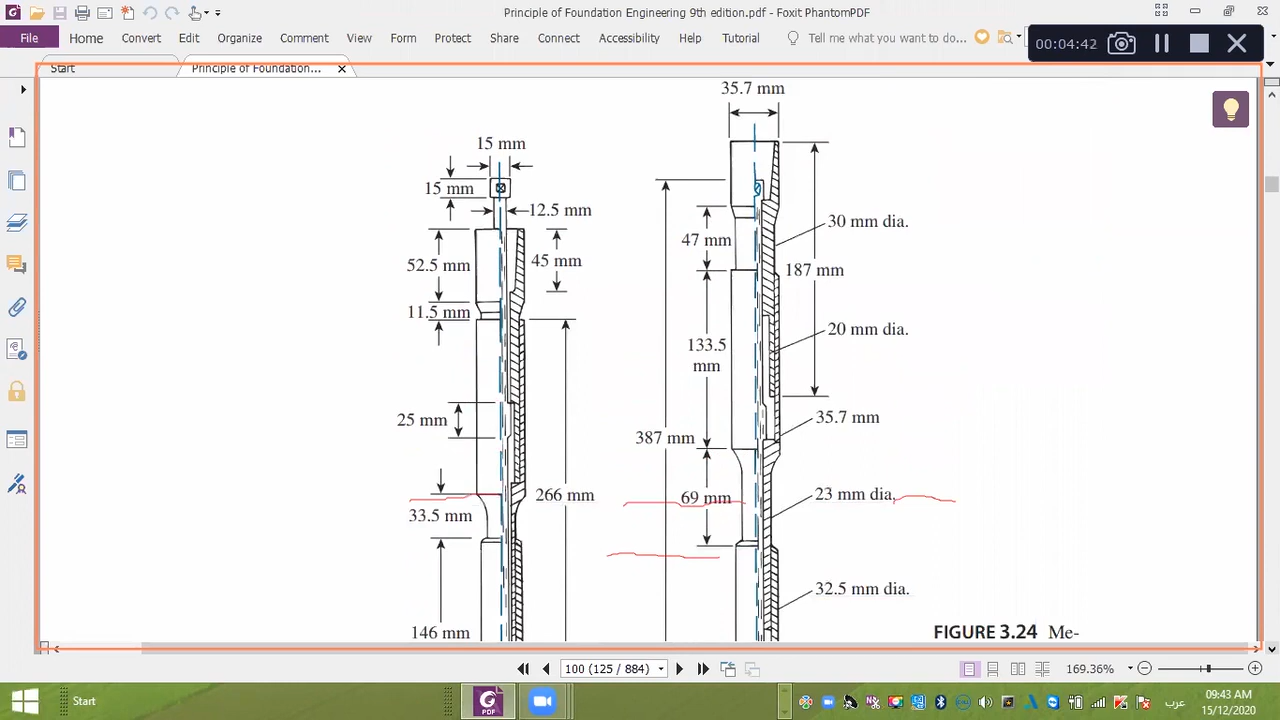 Principle of Foundation Engineering 9th edition.pdf - Foxit PhantomPDF
File Home Convert Edit Organize Comment View Form Protect Share Connect Accessibility Help Tutorial Tell me what you want to do...
00:04:42
Start Principle of Foundation...
35.7 mm
15 mm
15 mm
12.5 mm
30 mm dia.
47 mm
52.5 mm
45 mm
187 mm
11.5 mm
20 mm dia.
133.5
mm
25 mm
35.7 mm
387 mm
266 mm
69 mm
23 mm dia.
33.5 mm
32.5 mm dia.
146 mm
FIGURE 3.24 Me-
100 (125 / 884)
169.36%
Start
PDF
عرب
09:43 AM
15/12/2020